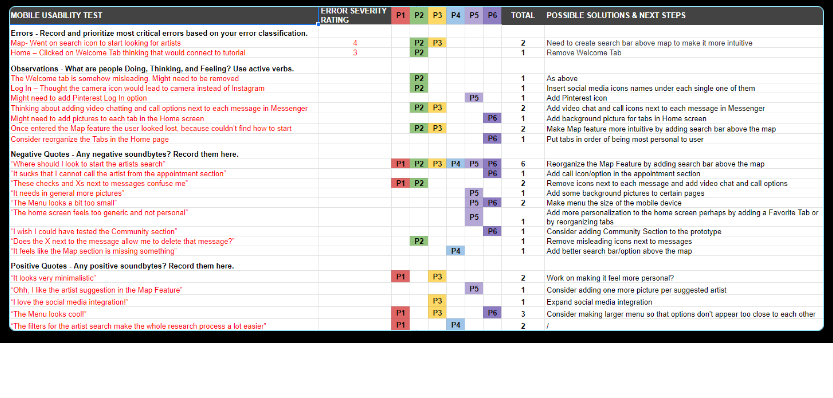 MOBILE USABILITY TEST ERROR SEVERITY RATING P1 P2 P3 P4 P5 P6 TOTAL POSSIBLE SOLUTIONS & NEXT STEPS
Errors - Record and prioritize most critical errors based on your error classification.
Map- Went on search icon to start looking for artists 4 P2 P3 2 Need to create search bar above map to make it more intuitive
Home – Clicked on Welcome Tab thinking that would connect to tutorial 3 P2 1 Remove Welcome Tab
Observations - What are people Doing, Thinking, and Feeling? Use active verbs.
The Welcome tab is somehow misleading. Might need to be removed P2 1 As above
Log In – Thought the camera icon would lead to camera instead of Instagram P2 1 Insert social media icons names under each single one of them
Might need to add Pinterest Log In option P5 1 Add Pinterest icon
Thinking about adding video chatting and call options next to each message in Messenger P2 P3 2 Add video chat and call icons next to each message in Messenger
Might need to add pictures to each tab in the Home screen P6 1 Add background picture for tabs in Home screen
Once entered the Map feature the user looked lost, because couldn't find how to start P2 P3 2 Make Map feature more intuitive by adding search bar above the map
Consider reorganize the Tabs in the Home page P6 1 Put tabs in order of being most personal to user
Negative Quotes - Any negative soundbytes? Record them here.
"Where should I look to start the artists search" P1 P2 P3 P4 P5 P6 6 Reorganize the Map Feature by adding search bar above the map
"It sucks that I cannot call the artist from the appointment section" P6 1 Add call icon/option in the appointment section
"These checks and Xs next to messages confuse me" P1 P2 2 Remove icons next to each message and add video chat and call options
"It needs in general more pictures" P5 1 Add some background pictures to certain pages
"The Menu looks a bit too small" P5 P6 2 Make menu the size of the mobile device
"The home screen feels too generic and not personal" P5 1 Add more personalization to the home screen perhaps by adding a Favorite Tab or by reorganizing tabs
"I wish I could have tested the Community section" P6 1 Consider adding Community Section to the prototype
"Does the X next to the message allow me to delete that message?" P2 1 Remove misleading icons next to messages
"It feels like the Map section is missing something" P4 1 Add better search bar/option above the map
Positive Quotes - Any positive soundbytes? Record them here.
"It looks very minimalistic" P1 P3 2 Work on making it feel more personal?
"Ohh, I like the artist suggestion in the Map Feature" P5 1 Consider adding one more picture per suggested artist
"I love the social media integration!" P3 1 Expand social media integration
"The Menu looks cool!" P1 P3 P6 3 Consider making larger menu so that options don't appear too close to each other
"The filters for the artist search make the whole research process a lot easier" P1 P4 2 /